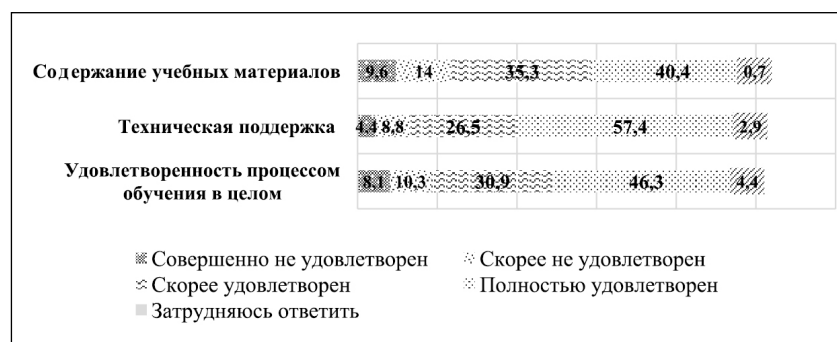 Содержание учебных материалов
9,6 14 35,3 40,4 0,7
Техническая поддержка
4,4 8,8 26,5 57,4 2,9
Удовлетворенность процессом
обучения в целом
8,1 10,3 30,9 46,3 4,4
Совершенно не удовлетворен Скорее не удовлетворен
Скорее удовлетворен Полностью удовлетворен
Затрудняюсь ответить